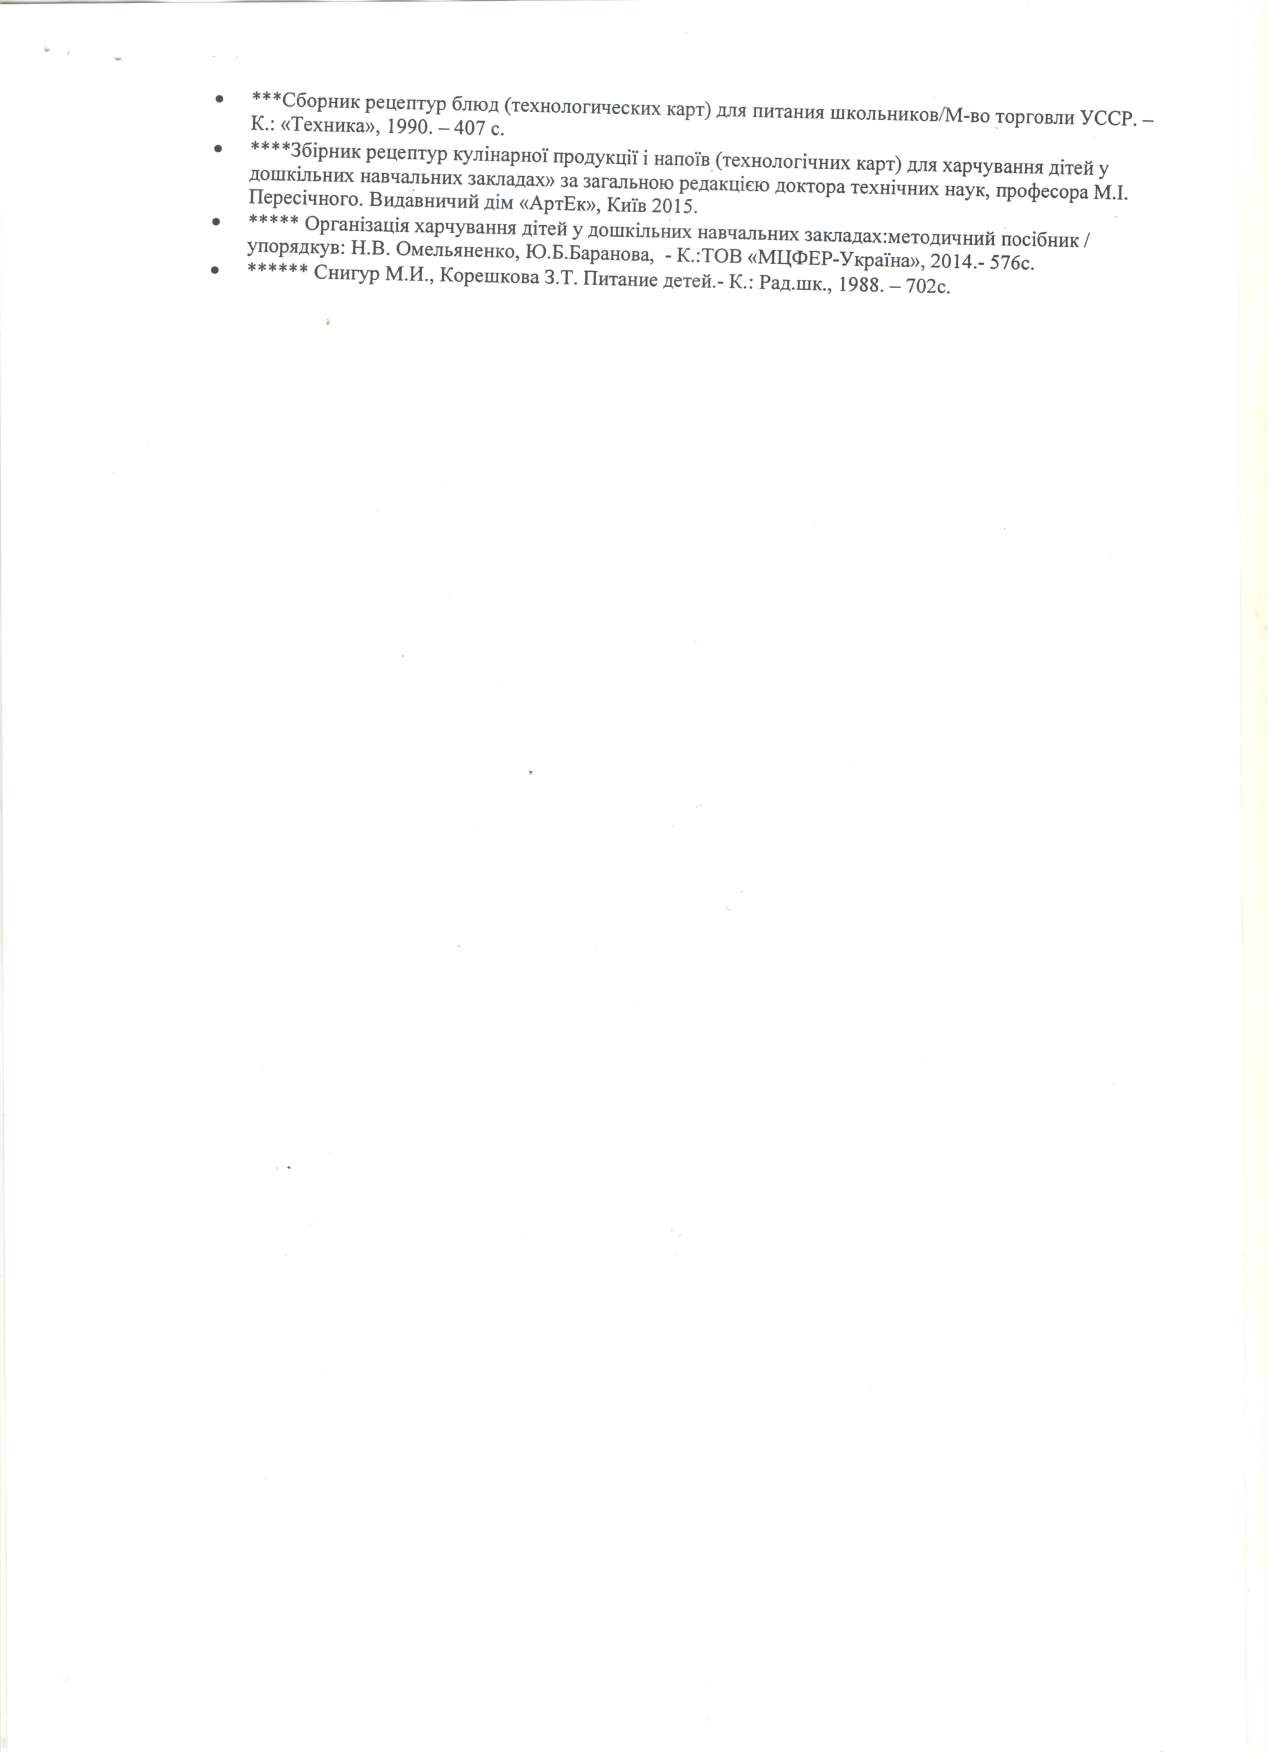 • ***Сборник рецептур блюд (технологических карт) для питания школьников/М-во торговли УССР. –
К.: «Техника», 1990. – 407 с.
• ****Збірник рецептур кулінарної продукції і напоїв (технологічних карт) для харчування дітей у
дошкільних навчальних закладах» за загальною редакцією доктора технічних наук, професора М.І.
Пересічного. Видавничий дім «АртЕк», Київ 2015.
• ***** Організація харчування дітей у дошкільних навчальних закладах:методичний посібник /
упорядкув: Н.В. Омельяненко, Ю.Б.Баранова,  - К.:ТОВ «МЦФЕР-Україна», 2014.- 576с.
• ****** Снигур М.И., Корешкова З.Т. Питание детей.- К.: Рад.шк., 1988. – 702с.